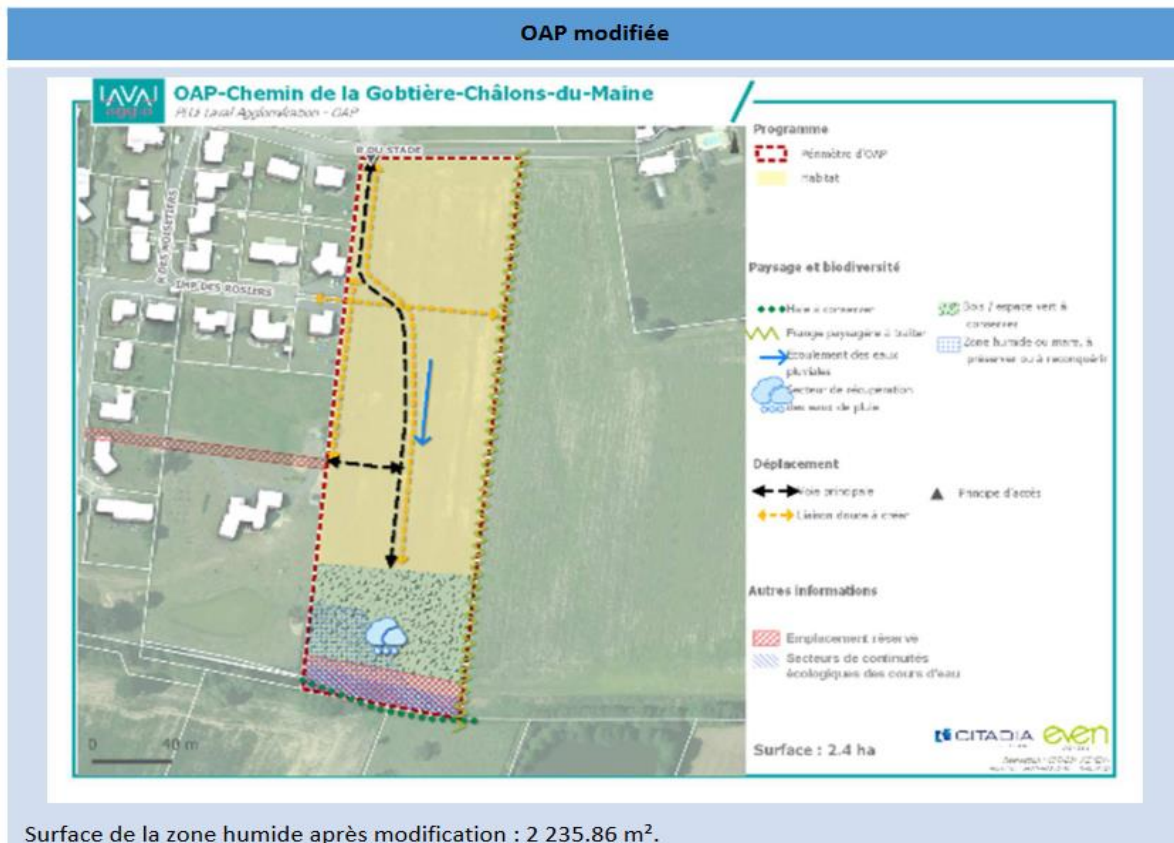 OAP modifiée
LAVAL
OAP-Chemin de la Gobtière-Châlons-du-Maine
PLUi Laval Agglomération - OAP
R DU STADE
R DES NOISETIERS
IMP DES ROSIERS
0 40 m
Programme
Périmètre d'OAP
Habitat
Paysage et biodiversité
Haie à conserver
Frange paysagère à traiter
Ecoulement des eaux
pluviales
Secteur de récupération
des eaux de pluie
Bois / espace vert à
conserver
Zone humide ou mare, à
préserver ou à reconquérir
Déplacement
Voie principale
Liaison douce à créer
Principe d'accès
Autres informations
Emplacement réservé
Secteurs de continuités
écologiques des cours d'eau
Surface : 2.4 ha
CITADIA even
Surface de la zone humide après modification : 2 235.86 m².